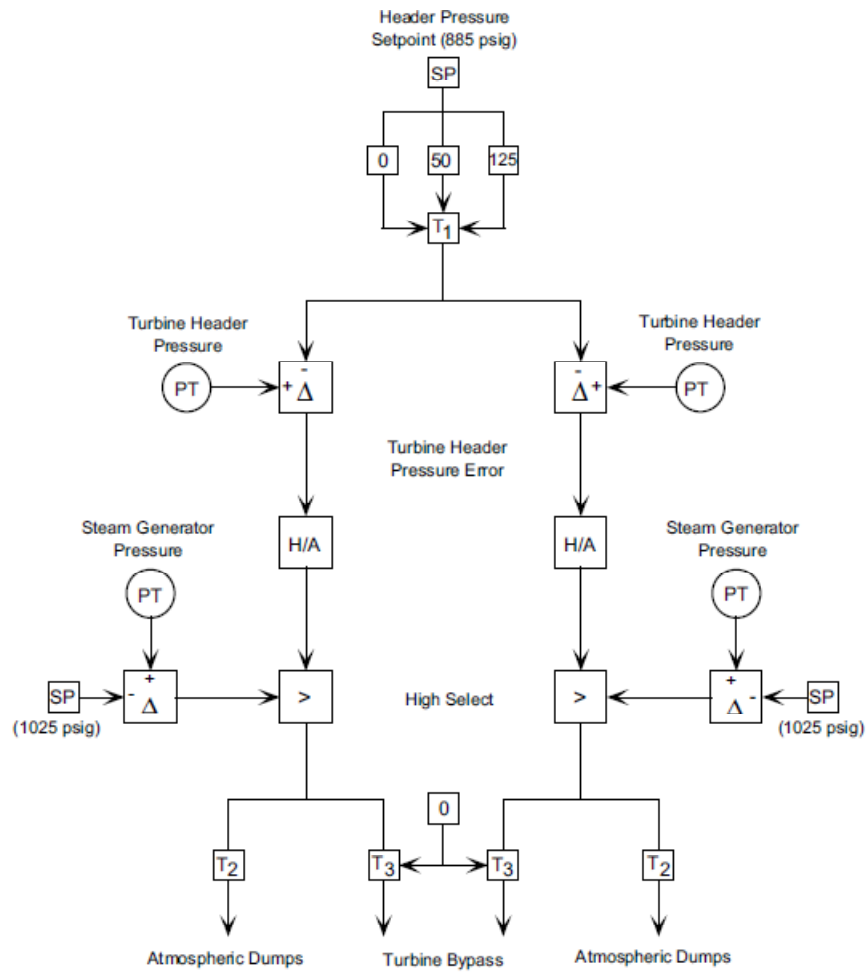 Header Pressure
Setpoint (885 psig)
SP
0
50
125
T1
Turbine Header
Pressure
Turbine Header
Pressure
PT
-
+ Δ
-
Δ +
PT
Turbine Header
Pressure Error
Steam Generator
Pressure
H/A
H/A
Steam Generator
Pressure
PT
PT
SP
(1025 psig)
+
- Δ
>
High Select
>
+
Δ -
SP
(1025 psig)
0
T2
T3
T3
T2
Atmospheric Dumps
Turbine Bypass
Atmospheric Dumps